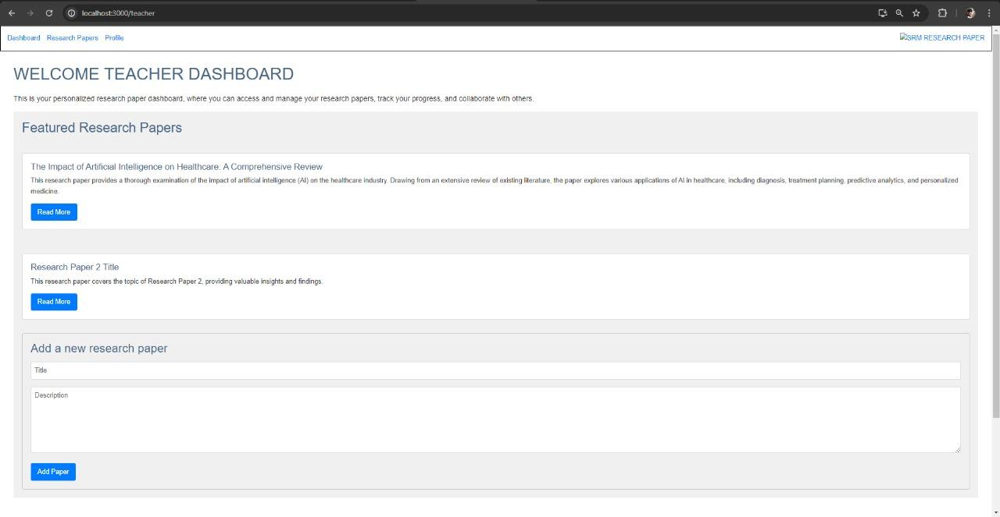 localhost:3000/teacher
Dashboard Research Papers Profile SRM RESEARCH PAPER
WELCOME TEACHER DASHBOARD
This is your personalized research paper dashboard, where you can access and manage your research papers, track your progress, and collaborate with others.
Featured Research Papers
The Impact of Artificial Intelligence on Healthcare: A Comprehensive Review
This research paper provides a thorough examination of the impact of artificial intelligence (AI) on the healthcare industry. Drawing from an extensive review of existing literature, the paper explores various applications of AI in healthcare, including diagnosis, treatment planning, predictive analytics, and personalized
medicine.
Read More
Research Paper 2 Title
This research paper covers the topic of Research Paper 2, providing valuable insights and findings.
Read More
Add a new research paper
Title
Description
Add Paper